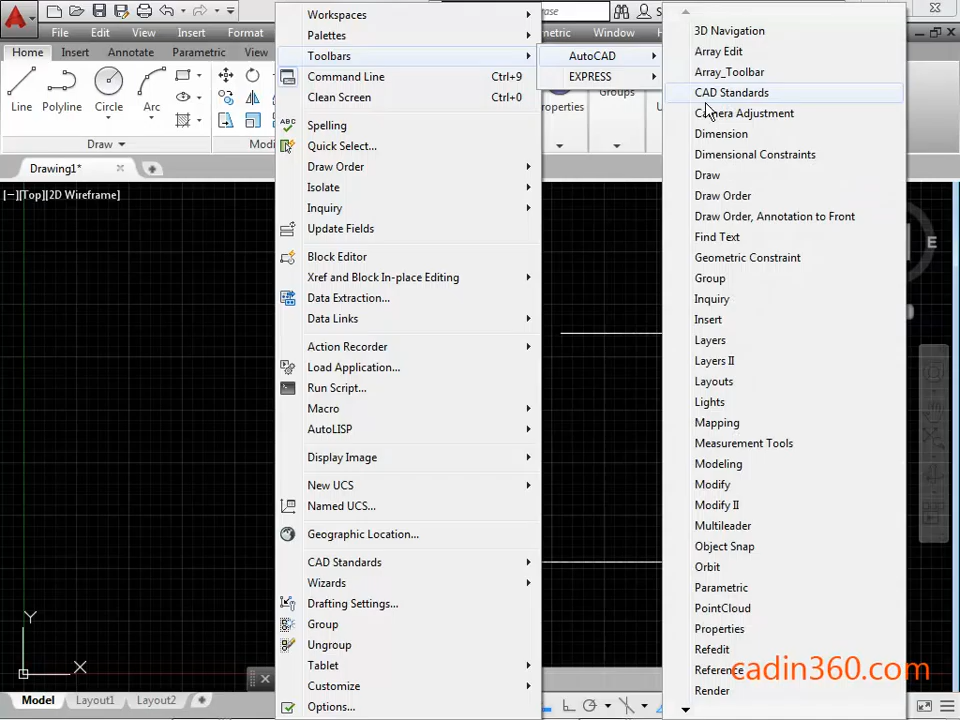 File
Edit
View
Insert
Format
Window
Home
Insert
Annotate
Parametric
View
Line
Polyline
Circle
Arc
Draw
Drawing1*
[−][Top][2D Wireframe]
Workspaces
Palettes
Toolbars
Command Line Ctrl+9
Clean Screen Ctrl+0
Spelling
Quick Select...
Draw Order
Isolate
Inquiry
Update Fields
Block Editor
Xref and Block In-place Editing
Data Extraction...
Data Links
Action Recorder
Load Application...
Run Script...
Macro
AutoLISP
Display Image
New UCS
Named UCS...
Geographic Location...
CAD Standards
Wizards
Drafting Settings...
Group
Ungroup
Tablet
Customize
Options...
AutoCAD
EXPRESS
Groups
3D Navigation
Array Edit
Array_Toolbar
CAD Standards
Camera Adjustment
Dimension
Dimensional Constraints
Draw
Draw Order
Draw Order, Annotation to Front
Find Text
Geometric Constraint
Group
Inquiry
Insert
Layers
Layers II
Layouts
Lights
Mapping
Measurement Tools
Modeling
Modify
Modify II
Multileader
Object Snap
Orbit
Parametric
PointCloud
Properties
Refedit
Reference
Render
E
Y
X
Model
Layout1
Layout2
cadin360.com